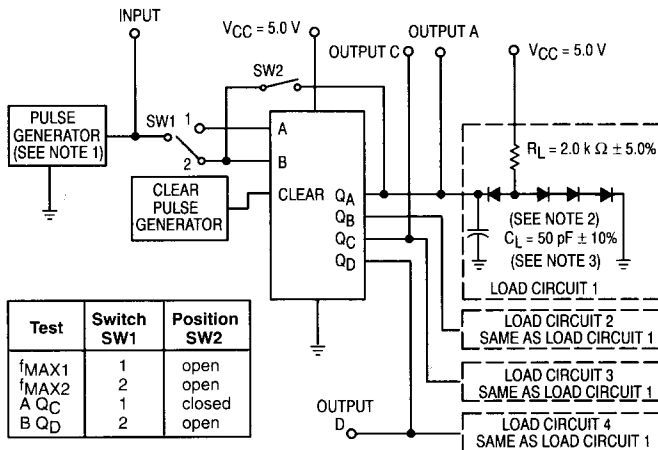 INPUT
VCC = 5.0 V
OUTPUT C
OUTPUT A
VCC = 5.0 V
SW2
PULSE
GENERATOR
(SEE NOTE 1)
SW1
1
2
A
B
CLEAR
QA
QB
QC
QD
CLEAR
PULSE
GENERATOR
RL = 2.0 k Ω ± 5.0%
(SEE NOTE 2)
CL = 50 pF ± 10%
(SEE NOTE 3)
LOAD CIRCUIT 1
LOAD CIRCUIT 2
SAME AS LOAD CIRCUIT 1
LOAD CIRCUIT 3
SAME AS LOAD CIRCUIT 1
OUTPUT
D
LOAD CIRCUIT 4
SAME AS LOAD CIRCUIT 1
Test Switch SW1 Position SW2
fMAX1 1 open
fMAX2 2 open
A QC 1 closed
B QD 2 open